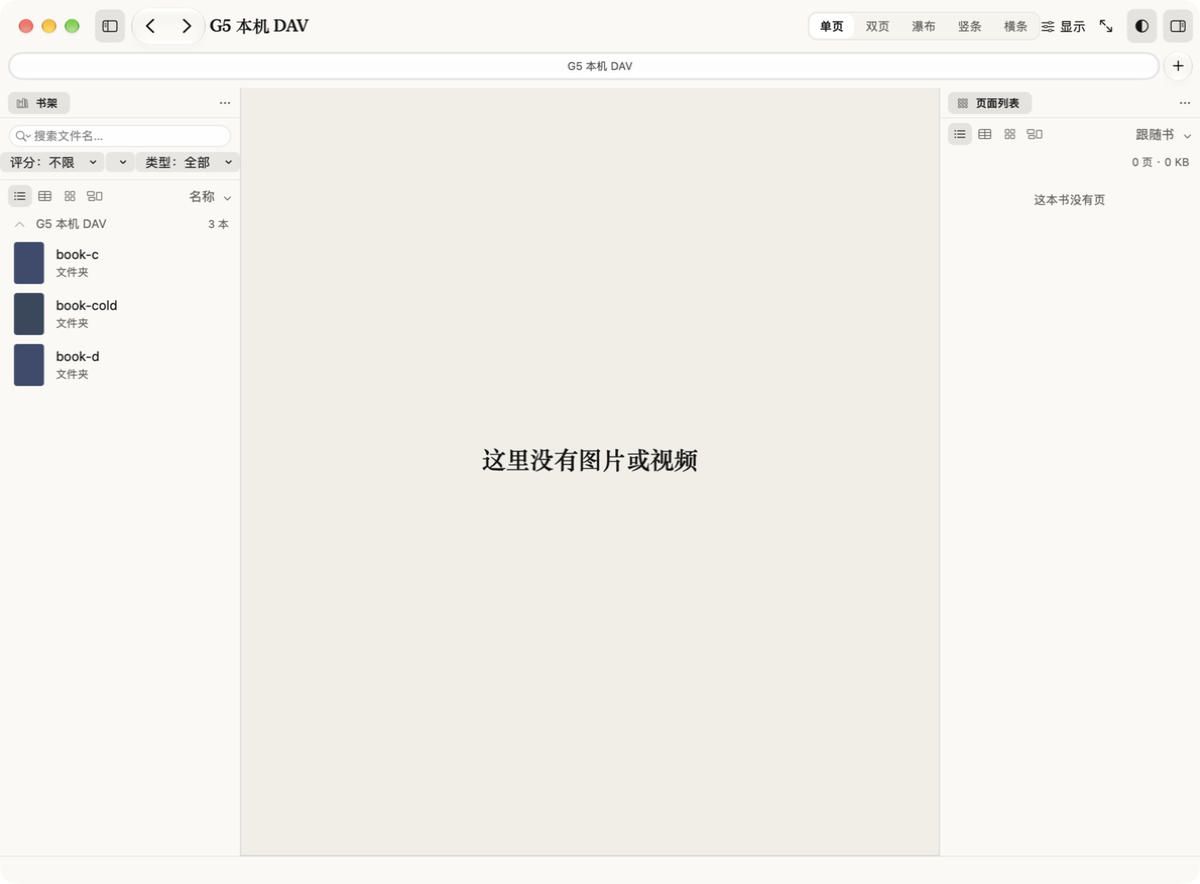 G5 本机 DAV
单页 双页 瀑布 竖条 横条 显示
G5 本机 DAV
书架
搜索文件名...
评分：不限 类型：全部
名称
G5 本机 DAV 3 本
book-c
文件夹
book-cold
文件夹
book-d
文件夹
这里没有图片或视频
页面列表
跟随书
0 页 · 0 KB
这本书没有页